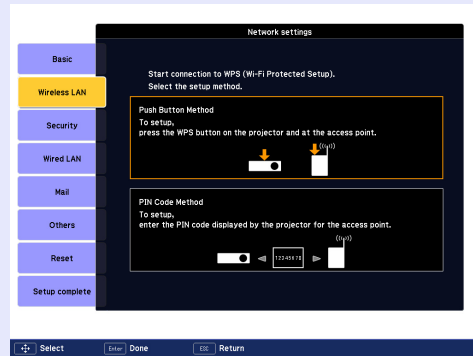 Network settings
Basic
Wireless LAN
Security
Wired LAN
Mail
Others
Reset
Setup complete
Start connection to WPS (Wi-Fi Protected Setup).
Select the setup method.
Push Button Method
To setup,
press the WPS button on the projector and at the access point.
PIN Code Method
To setup,
enter the PIN code displayed by the projector for the access point.
12345678
Select
Enter Done
ESC Return